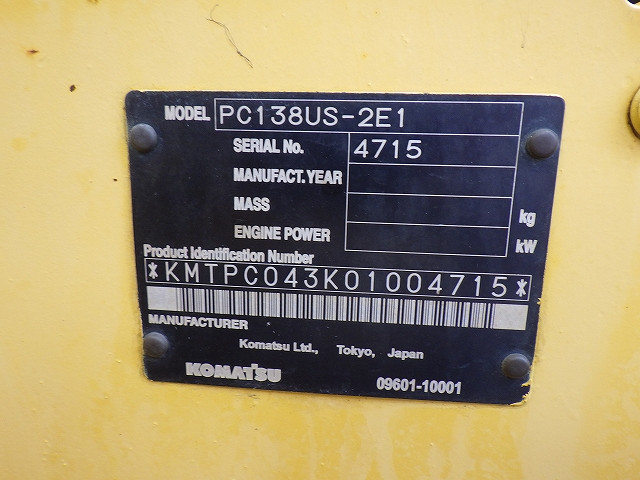 MODEL PC138US-2E1
SERIAL No. 4715
MANUFACT. YEAR
MASS kg
ENGINE POWER kW
Product Identification Number
*KMTPC043K01004715*
MANUFACTURER
Komatsu Ltd., Tokyo, Japan
KOMATSU 09601-10001